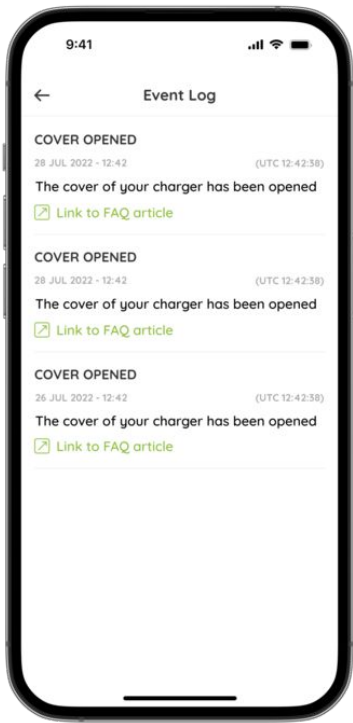 9:41
Event Log
COVER OPENED
28 JUL 2022 - 12:42 (UTC 12:42:38)
The cover of your charger has been opened
Link to FAQ article
COVER OPENED
28 JUL 2022 - 12:42 (UTC 12:42:38)
The cover of your charger has been opened
Link to FAQ article
COVER OPENED
26 JUL 2022 - 12:42 (UTC 12:42:38)
The cover of your charger has been opened
Link to FAQ article